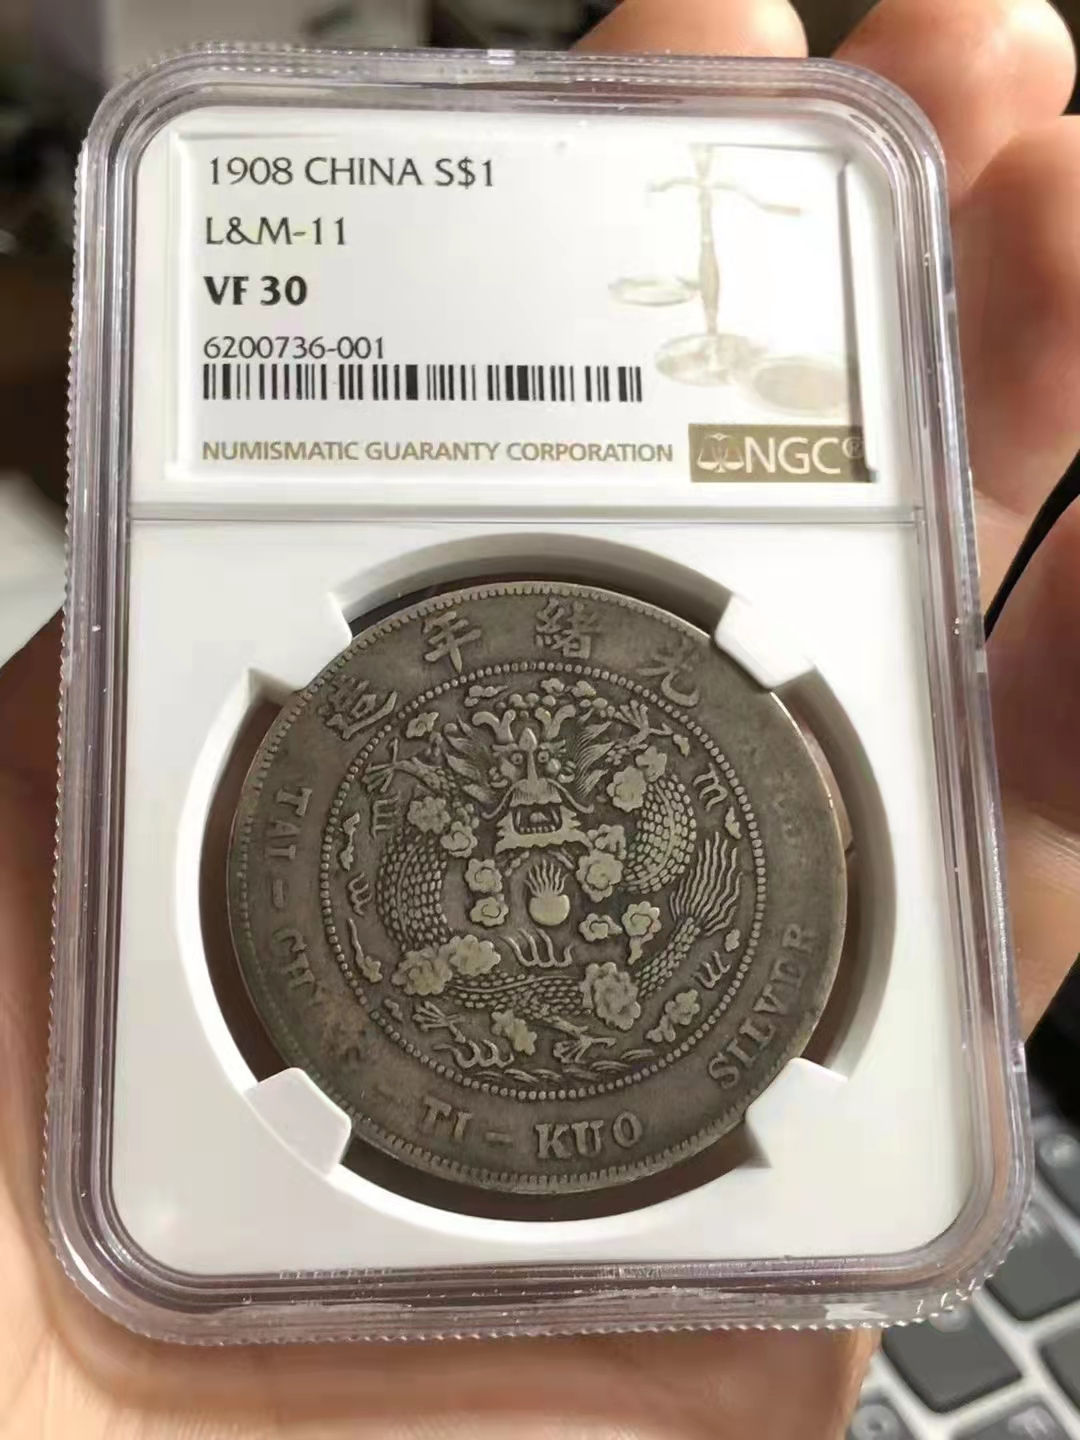 1908 CHINA S$1
L&M-11
VF 30
6200736-001
NUMISMATIC GUARANTY CORPORATION
NGC®
造年緒光
TAI-CHING-TI-KUO
SILVER